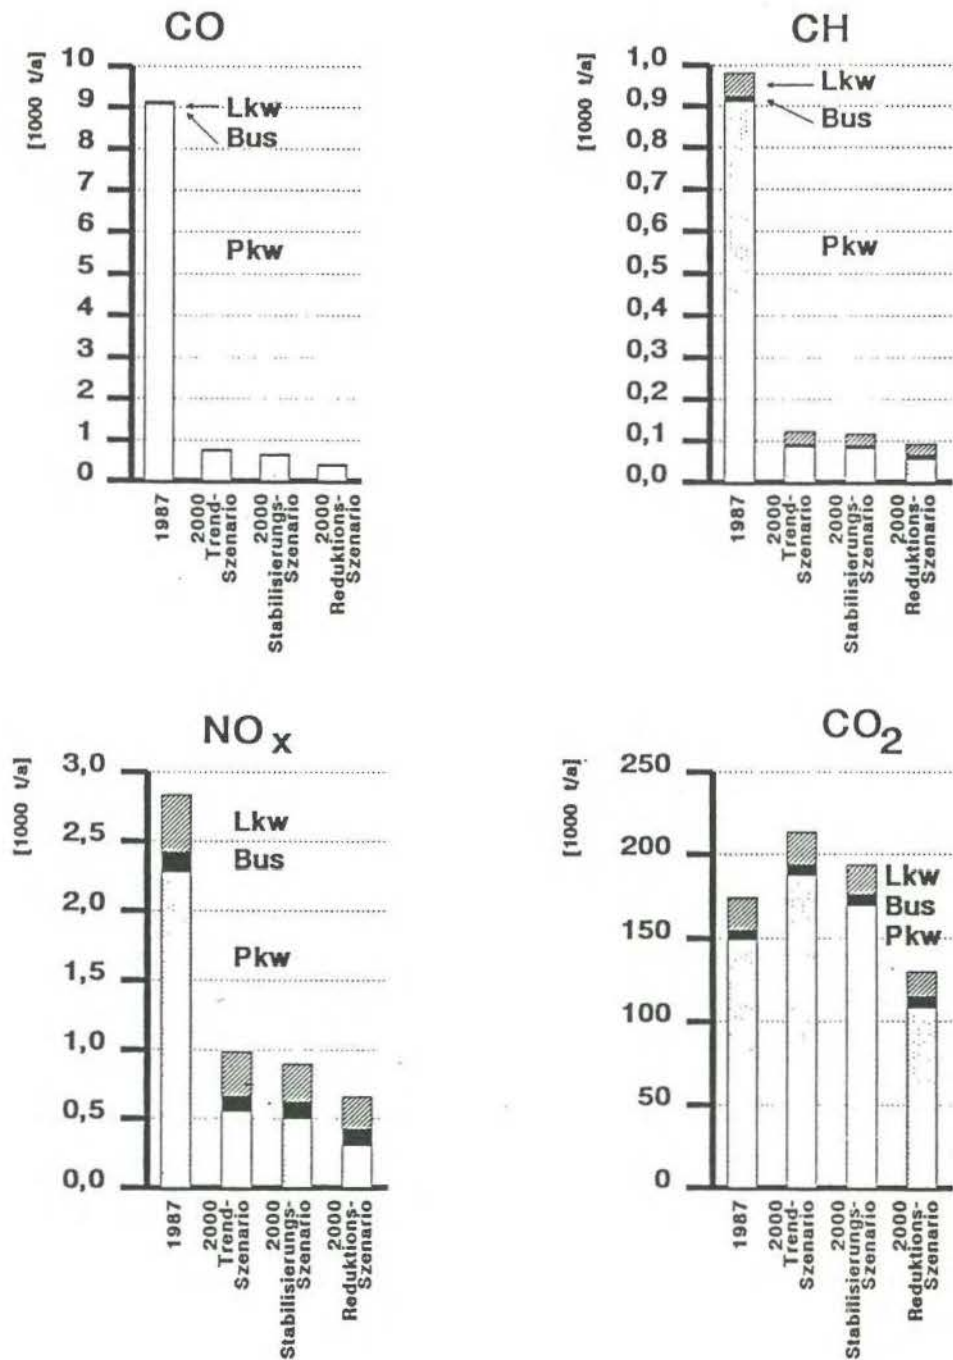 CO
[1000 t/a]
10
9
8
7
6
5
4
3
2
1
0
Lkw
Bus
Pkw
1987
2000
Trend-
Szenario
2000
Stabilisierungs-
Szenario
2000
Reduktions-
Szenario
CH
[1000 t/a]
1,0
0,9
0,8
0,7
0,6
0,5
0,4
0,3
0,2
0,1
0,0
Lkw
Bus
Pkw
1987
2000
Trend-
Szenario
2000
Stabilisierungs-
Szenario
2000
Reduktions-
Szenario
NOx
[1000 t/a]
3,0
2,5
2,0
1,5
1,0
0,5
0,0
Lkw
Bus
Pkw
1987
2000
Trend-
Szenario
2000
Stabilisierungs-
Szenario
2000
Reduktions-
Szenario
CO2
[1000 t/a]
250
200
150
100
50
0
Lkw
Bus
Pkw
1987
2000
Trend-
Szenario
2000
Stabilisierungs-
Szenario
2000
Reduktions-
Szenario